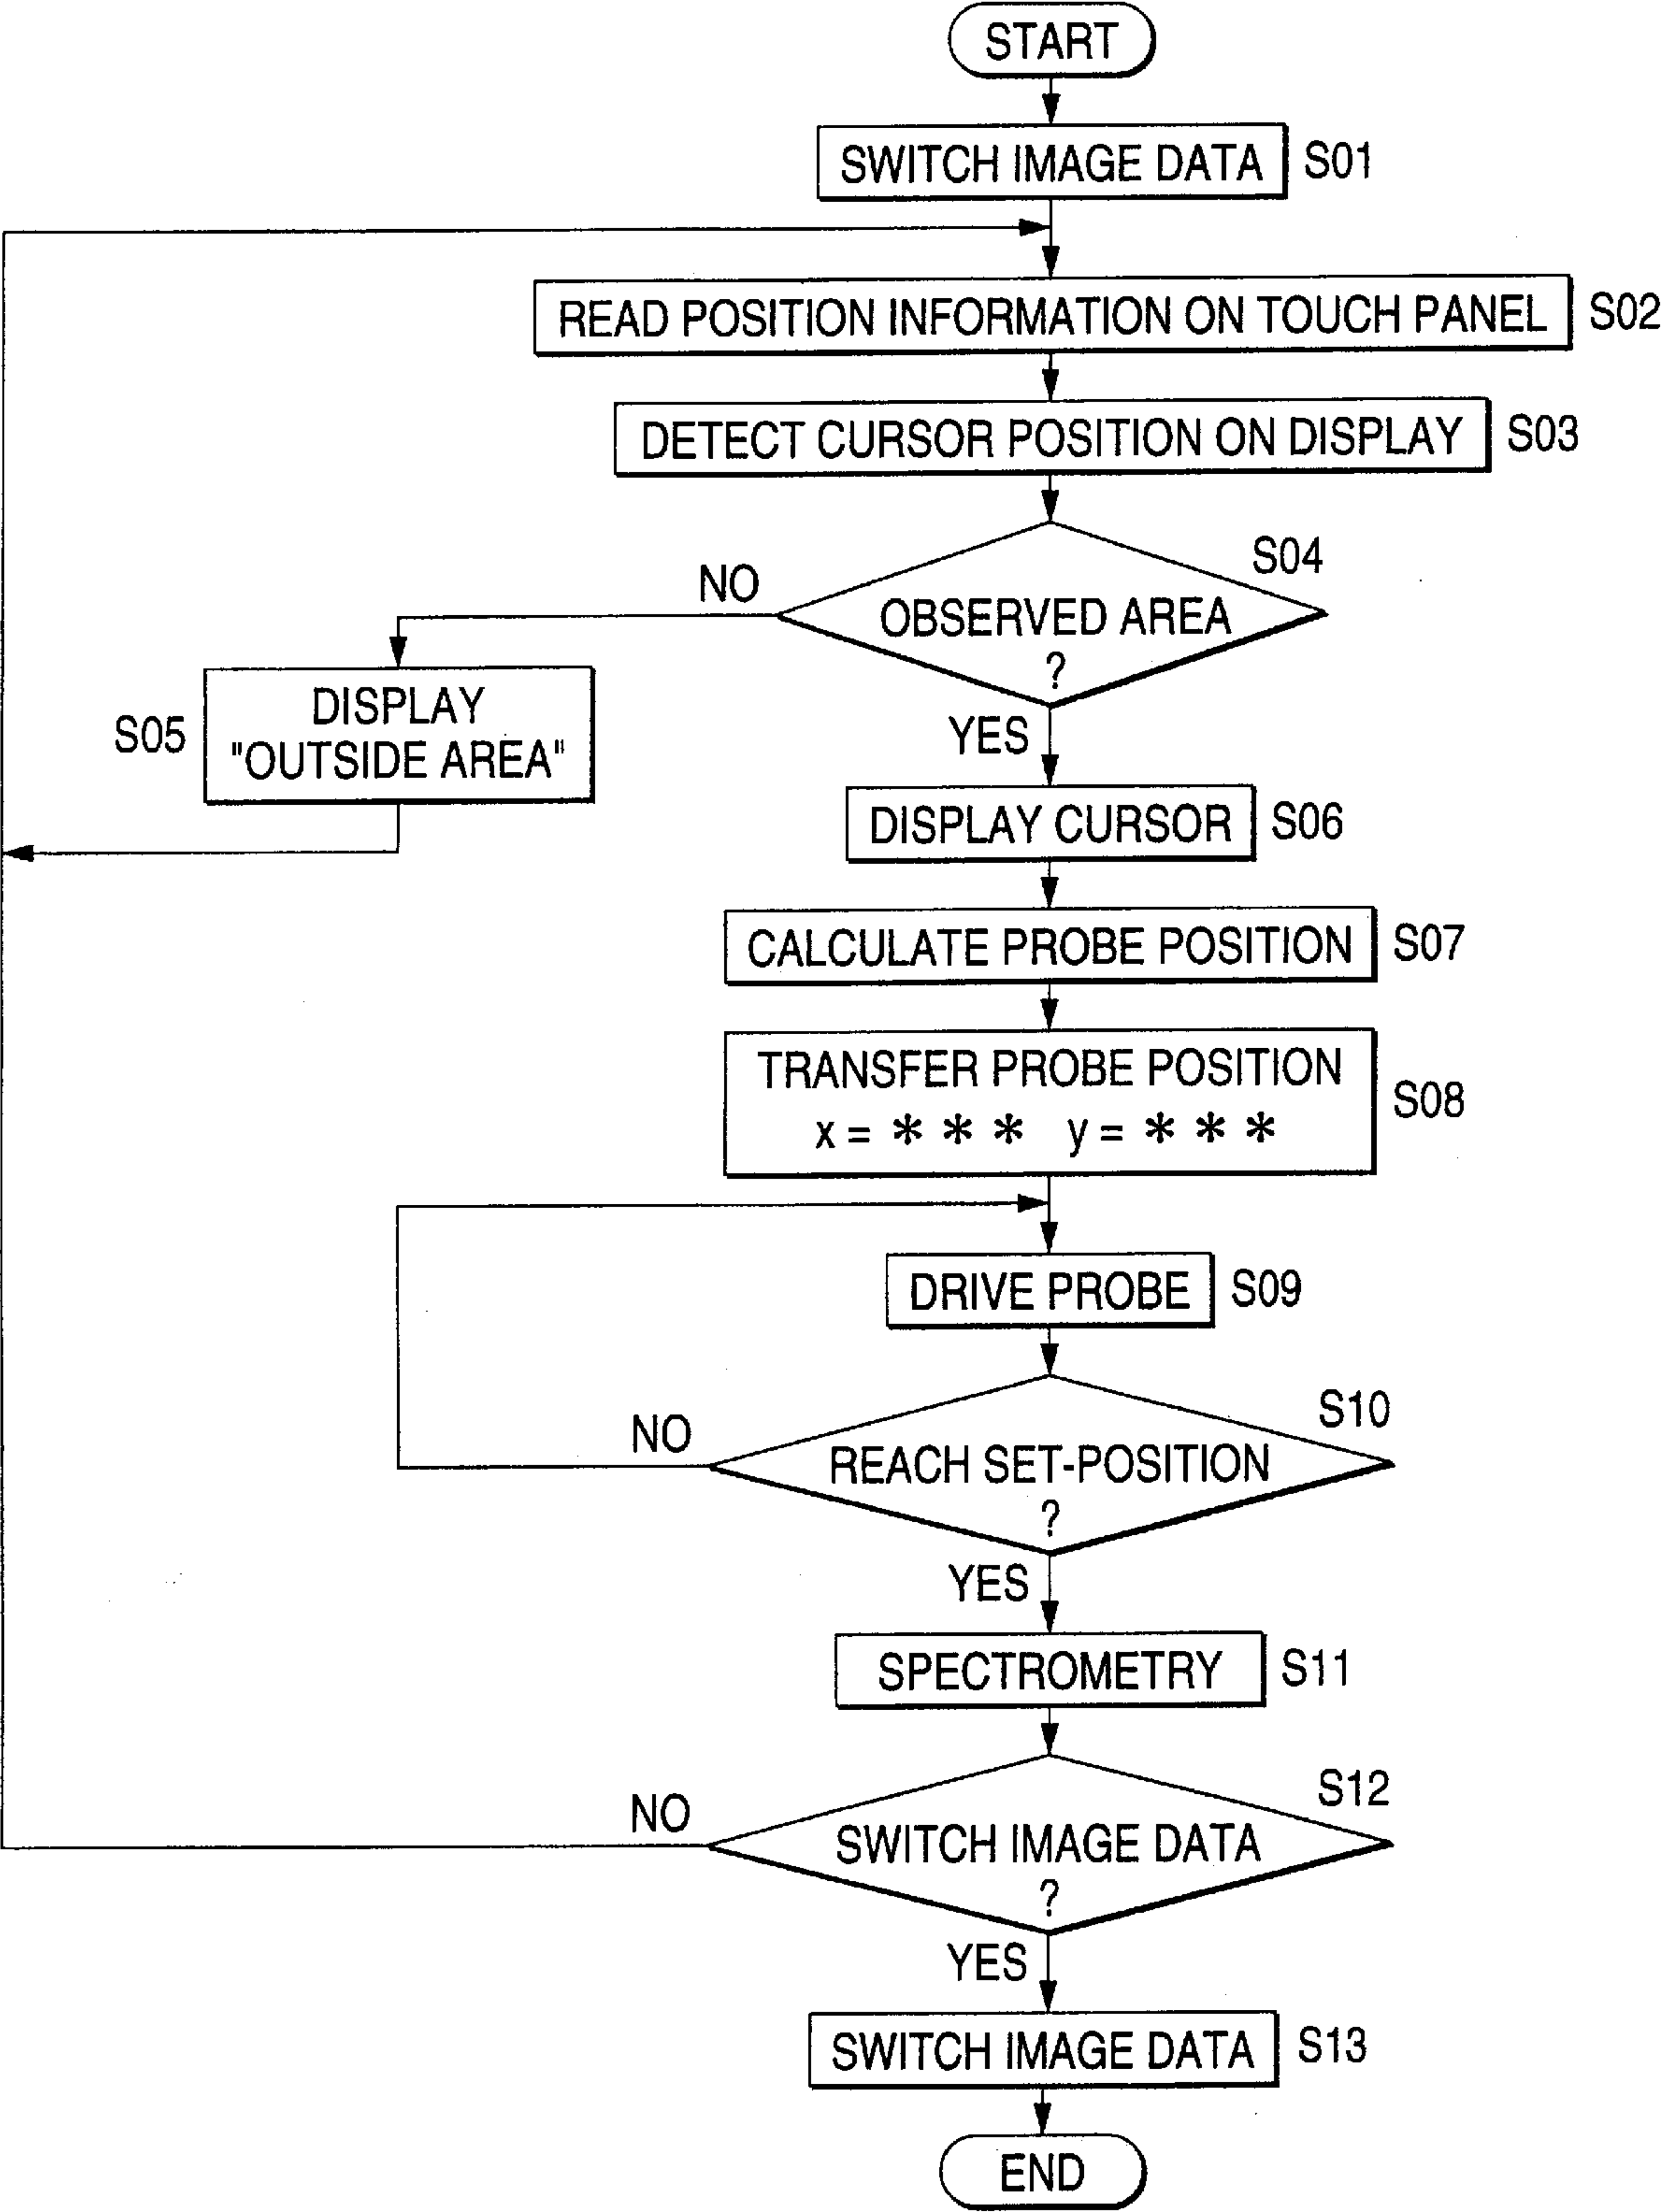 START
SWITCH IMAGE DATA S01
READ POSITION INFORMATION ON TOUCH PANEL S02
DETECT CURSOR POSITION ON DISPLAY S03
S04
NO
OBSERVED AREA
?
YES
DISPLAY
"OUTSIDE AREA"
S05
DISPLAY CURSOR S06
CALCULATE PROBE POSITION S07
TRANSFER PROBE POSITION
x = * * * y = * * *
S08
DRIVE PROBE S09
S10
NO
REACH SET-POSITION
?
YES
SPECTROMETRY S11
S12
NO
SWITCH IMAGE DATA
?
YES
SWITCH IMAGE DATA S13
END